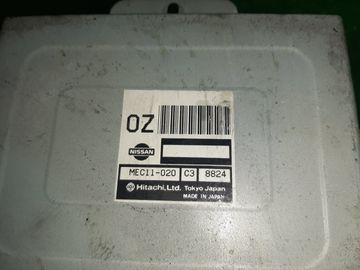 OZ
NISSAN
MEC11-020 C3 8824
Hitachi, Ltd. Tokyo Japan
MADE IN JAPAN